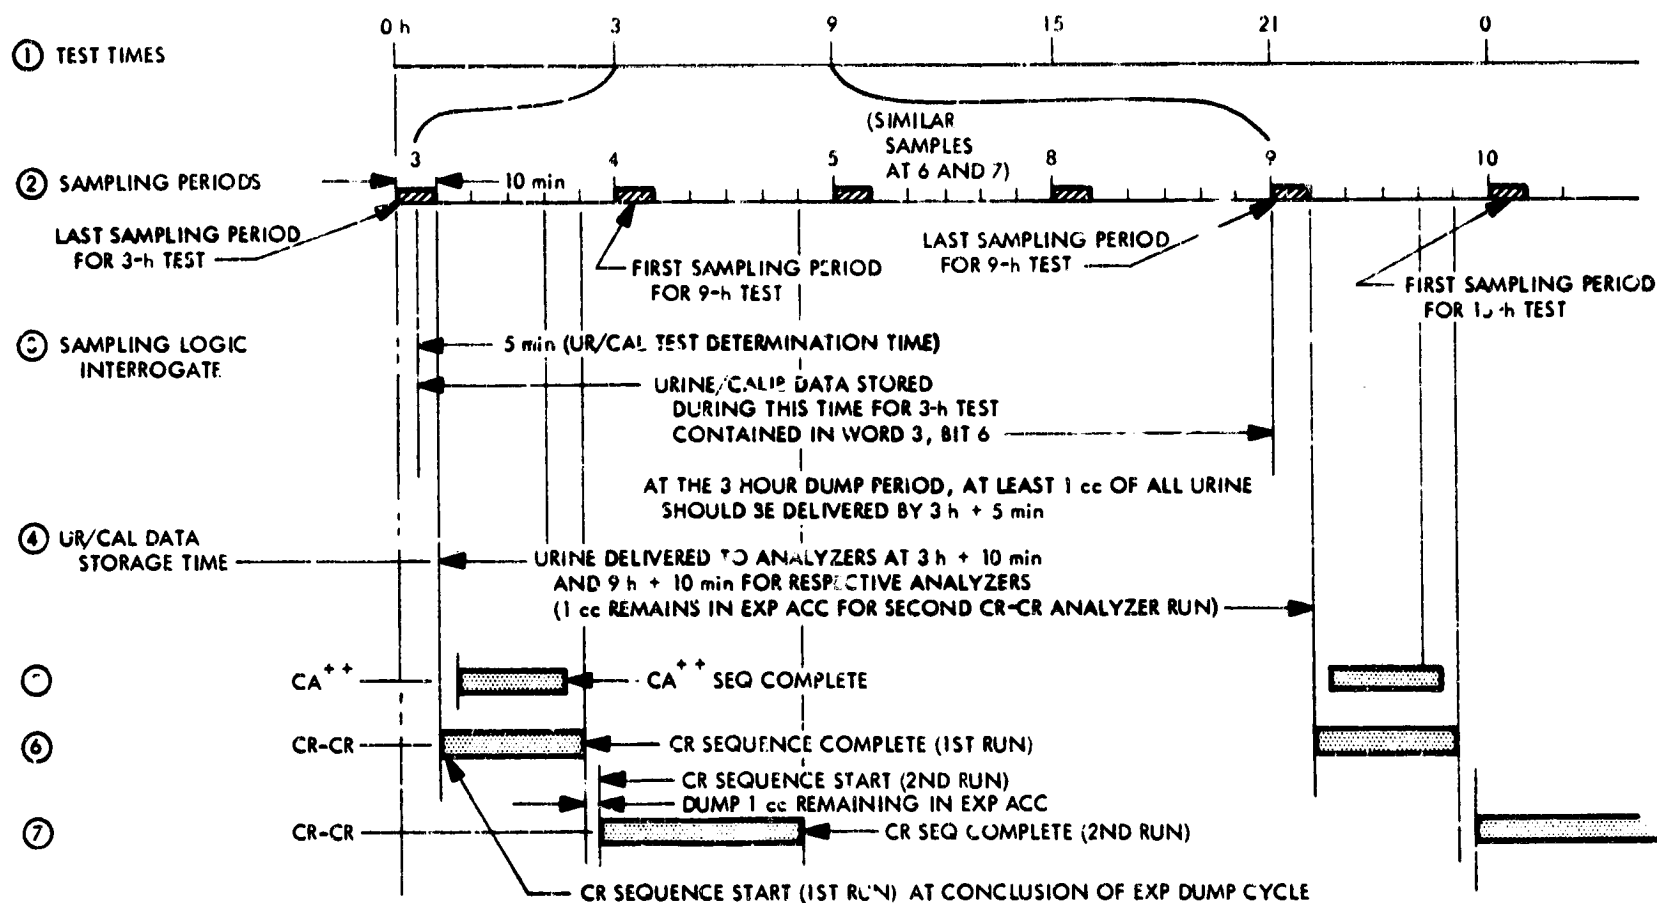 0 h 3 9 15 21 0
1 TEST TIMES
(SIMILAR
SAMPLES
AT 6 AND 7)
3 4 5 8 9 10
2 SAMPLING PERIODS
10 min
LAST SAMPLING PERIOD
FOR 3-h TEST
FIRST SAMPLING PERIOD
FOR 9-h TEST
LAST SAMPLING PERIOD
FOR 9-h TEST
FIRST SAMPLING PERIOD
FOR TEST
3 SAMPLING LOGIC
INTERROGATE
5 min (UR/CAL TEST DETERMINATION TIME)
URINE/CALIB DATA STORED
DURING THIS TIME FOR 3-h TEST
CONTAINED IN WORD 3, BIT 6
AT THE 3 HOUR DUMP PERIOD, AT LEAST 1 cc OF ALL URINE
SHOULD BE DELIVERED BY 3 h + 5 min
4 UR/CAL DATA
STORAGE TIME
URINE DELIVERED TO ANALYZERS AT 3 h + 10 min
AND 9 h + 10 min FOR RESPECTIVE ANALYZERS
(1 cc REMAINS IN EXP ACC FOR SECOND CR-CR ANALYZER RUN)
CA++
CA++ SEQ COMPLETE
6 CR-CR
CR SEQUENCE COMPLETE (1ST RUN)
CR SEQUENCE START (2ND RUN)
DUMP 1 cc REMAINING IN EXP ACC
7 CR-CR
CR SEQ COMPLETE (2ND RUN)
CR SEQUENCE START (1ST RUN) AT CONCLUSION OF EXP DUMP CYCLE